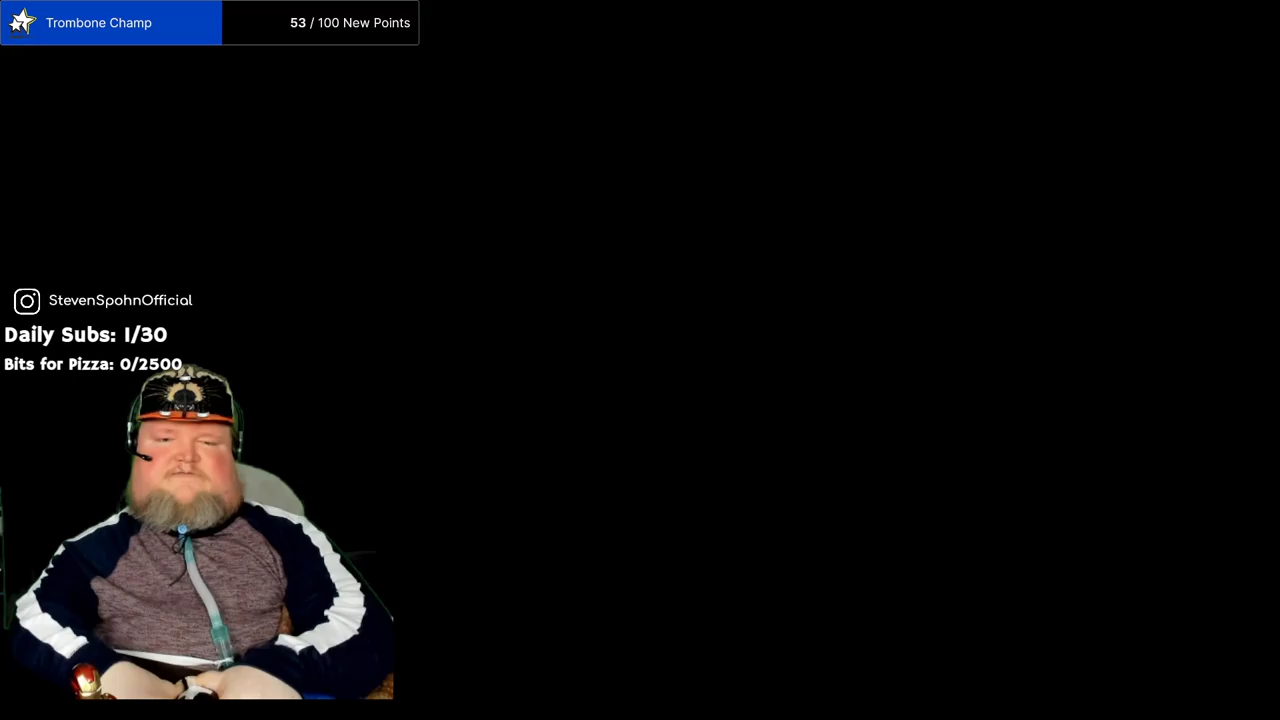 Trombone Champ
53 / 100 New Points
StevenSpohnOfficial
Daily Subs: 1/30
Bits for Pizza: 0/2500